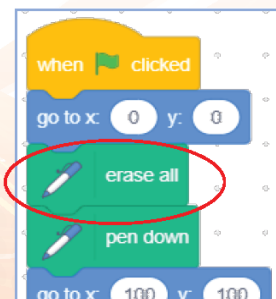 when clicked
go to x: 0 y: 0
erase all
pen down
go to x: 100 y: 100